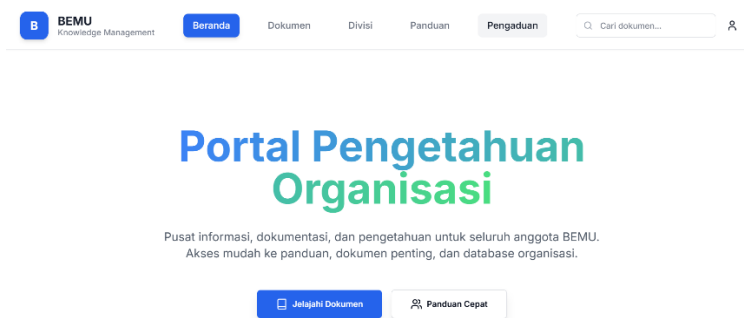 B
BEMU
Knowledge Management
Beranda
Dokumen
Divisi
Panduan
Pengaduan
Cari dokumen...
Portal Pengetahuan
Organisasi
Pusat informasi, dokumentasi, dan pengetahuan untuk seluruh anggota BEMU.
Akses mudah ke panduan, dokumen penting, dan database organisasi.
Jelajahi Dokumen
Panduan Cepat